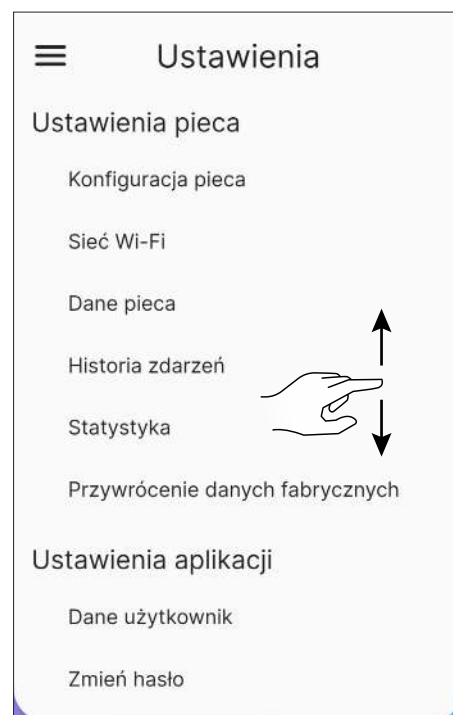 Ustawienia
Ustawienia pieca
Konfiguracja pieca
Sieć Wi-Fi
Dane pieca
Historia zdarzeń
Statystyka
Przywrócenie danych fabrycznych
Ustawienia aplikacji
Dane użytkownik
Zmień hasło